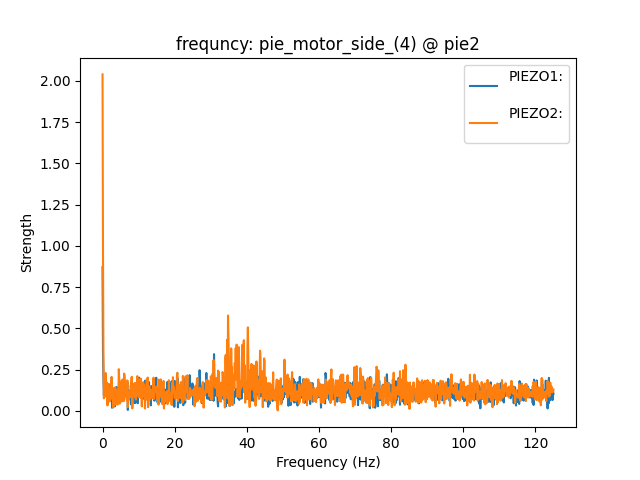 frequncy: pie_motor_side_(4) @ pie2
PIEZO1:
PIEZO2:
2.00
1.75
1.50
1.25
1.00
0.75
0.50
0.25
0.00
Strength
0 20 40 60 80 100 120
Frequency (Hz)